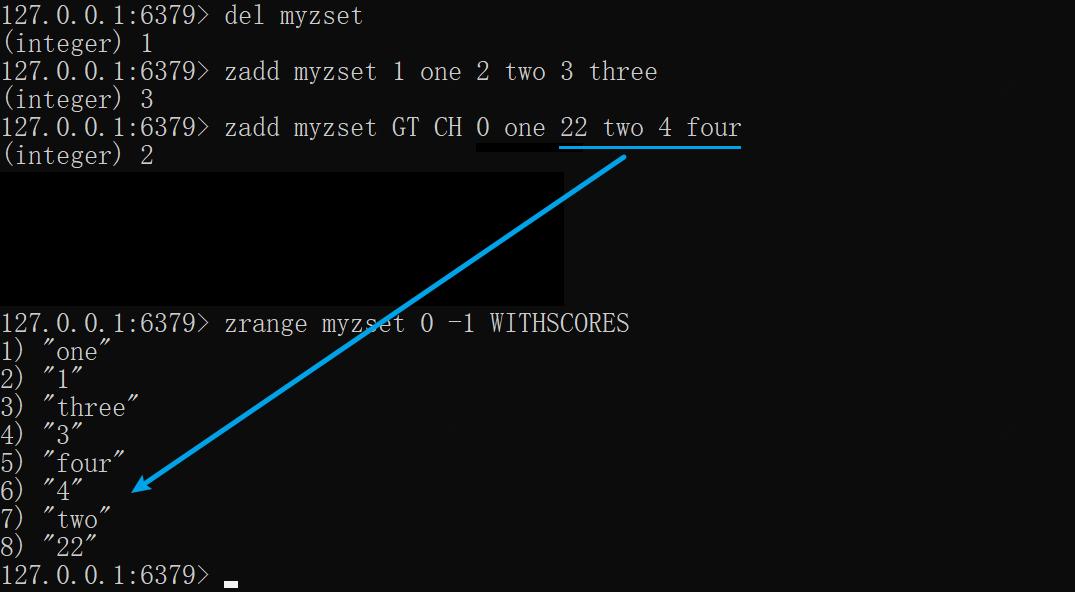 127.0.0.1:6379> del myzset
(integer) 1
127.0.0.1:6379> zadd myzset 1 one 2 two 3 three
(integer) 3
127.0.0.1:6379> zadd myzset GT CH 0 one 22 two 4 four
(integer) 2
127.0.0.1:6379> zrange myzset 0 -1 WITHSCORES
1) "one"
2) "1"
3) "three"
4) "3"
5) "four"
6) "4"
7) "two"
8) "22"
127.0.0.1:6379>